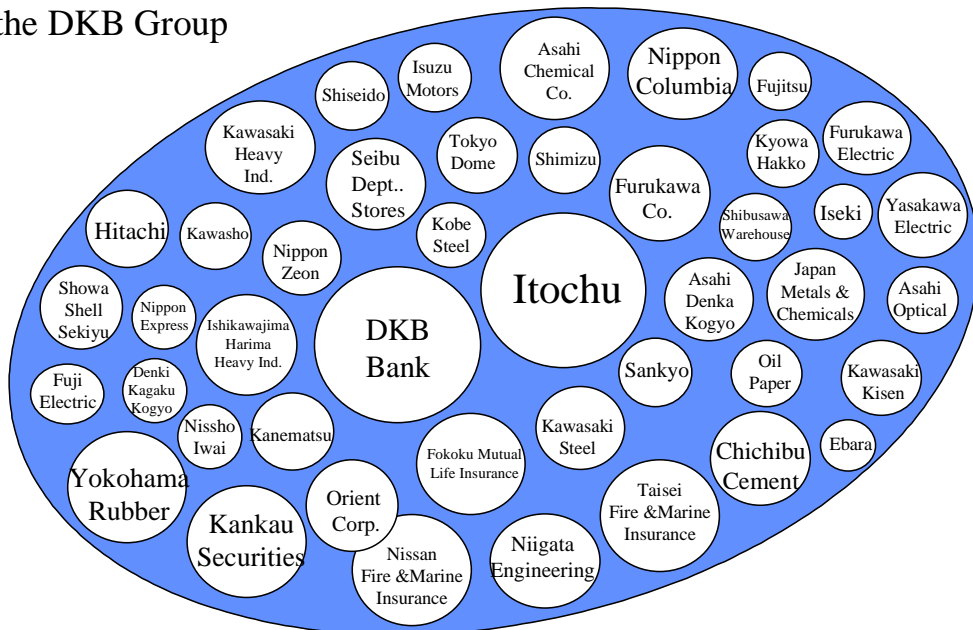 the DKB Group
Asahi
Chemical
Co.
Nippon
Columbia
Isuzu
Motors
Shiseido
Fujitsu
Kawasaki
Heavy
Ind.
Seibu
Dept..
Stores
Tokyo
Dome
Shimizu
Kyowa
Hakko
Furukawa
Electric
Furukawa
Co.
Shibusawa
Warehouse
Iseki
Yasakawa
Electric
Hitachi
Kawasho
Nippon
Zeon
Kobe
Steel
Itochu
Showa
Shell
Sekiyu
Nippon
Express
Ishikawajima
Harima
Heavy Ind.
DKB
Bank
Asahi
Denka
Kogyo
Japan
Metals &
Chemicals
Asahi
Optical
Fuji
Electric
Denki
Kagaku
Kogyo
Sankyo
Oil
Paper
Kawasaki
Kisen
Nissho
Iwai
Kanematsu
Fokoku Mutual
Life Insurance
Kawasaki
Steel
Chichibu
Cement
Ebara
Yokohama
Rubber
Kankau
Securities
Orient
Corp.
Nissan
Fire &Marine
Insurance
Niigata
Engineering
Taisei
Fire &Marine
Insurance